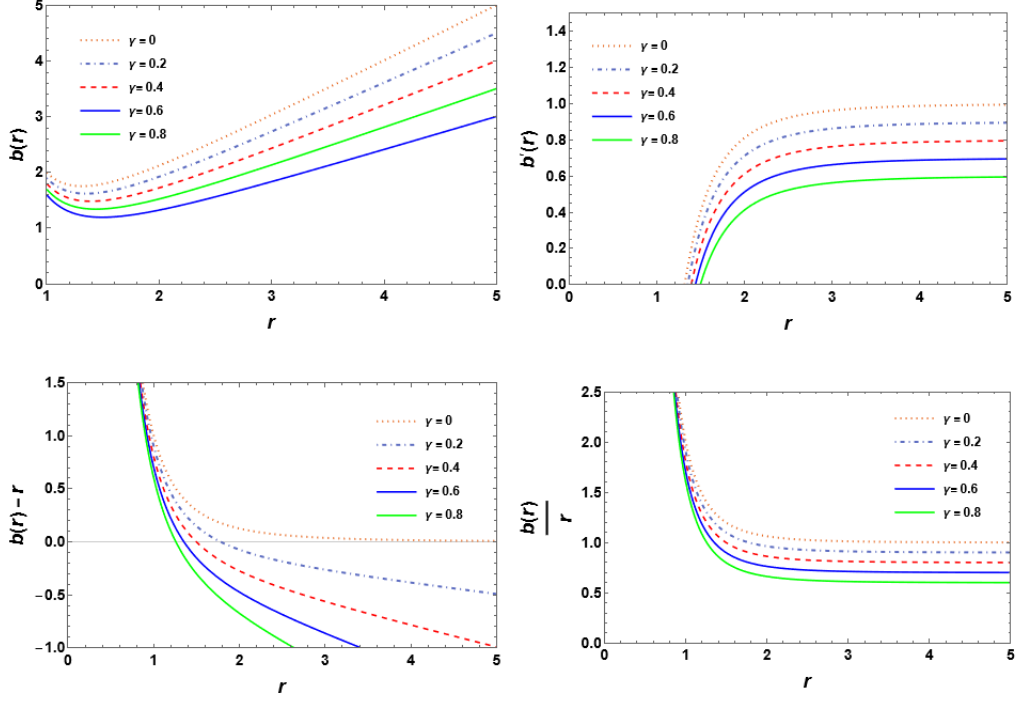 5
4
3
2
1
0
b(r)
γ = 0
γ = 0.2
γ = 0.4
γ = 0.6
γ = 0.8
1
2
3
4
5
r
1.4
1.2
1.0
0.8
0.6
0.4
0.2
0.0
b'(r)
γ = 0
γ = 0.2
γ = 0.4
γ = 0.6
γ = 0.8
0
1
2
3
4
5
r
1.5
1.0
0.5
0.0
−0.5
−1.0
b(r) − r
γ = 0
γ = 0.2
γ = 0.4
γ = 0.6
γ = 0.8
0
1
2
3
4
5
r
2.5
2.0
1.5
1.0
0.5
0.0
b(r)
r
γ = 0
γ = 0.2
γ = 0.4
γ = 0.6
γ = 0.8
0
1
2
3
4
5
r